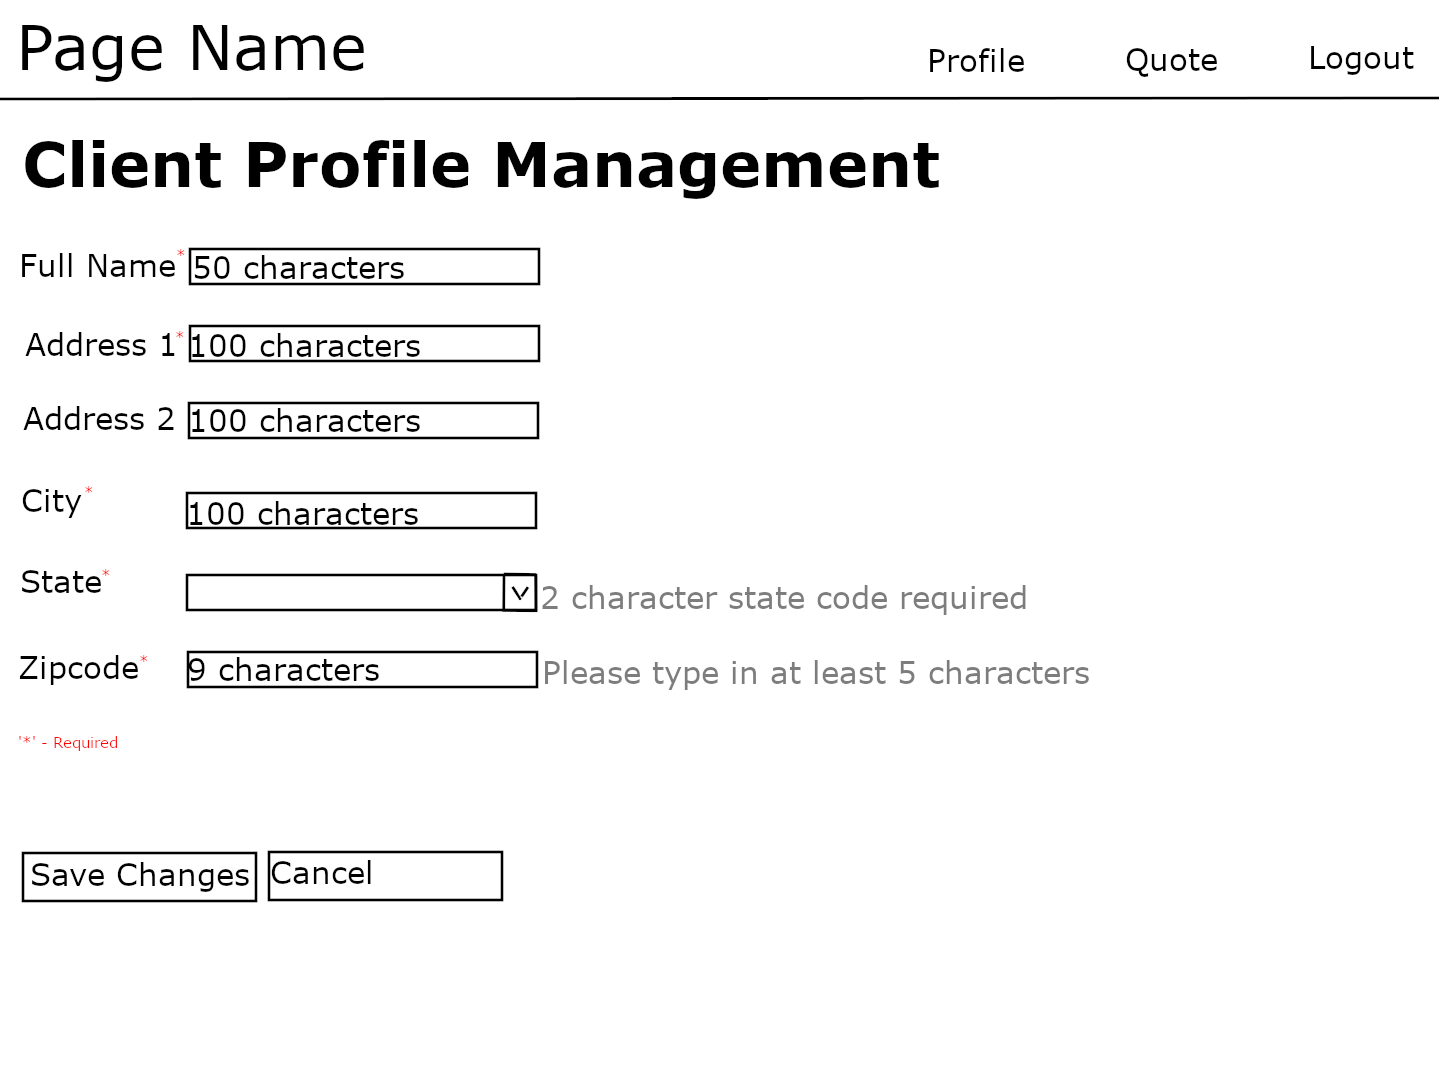 Page Name
Profile Quote Logout
Client Profile Management
Full Name* 50 characters
Address 1* 100 characters
Address 2 100 characters
City* 100 characters
State* 2 character state code required
Zipcode* 9 characters Please type in at least 5 characters
'*' - Required
Save Changes Cancel